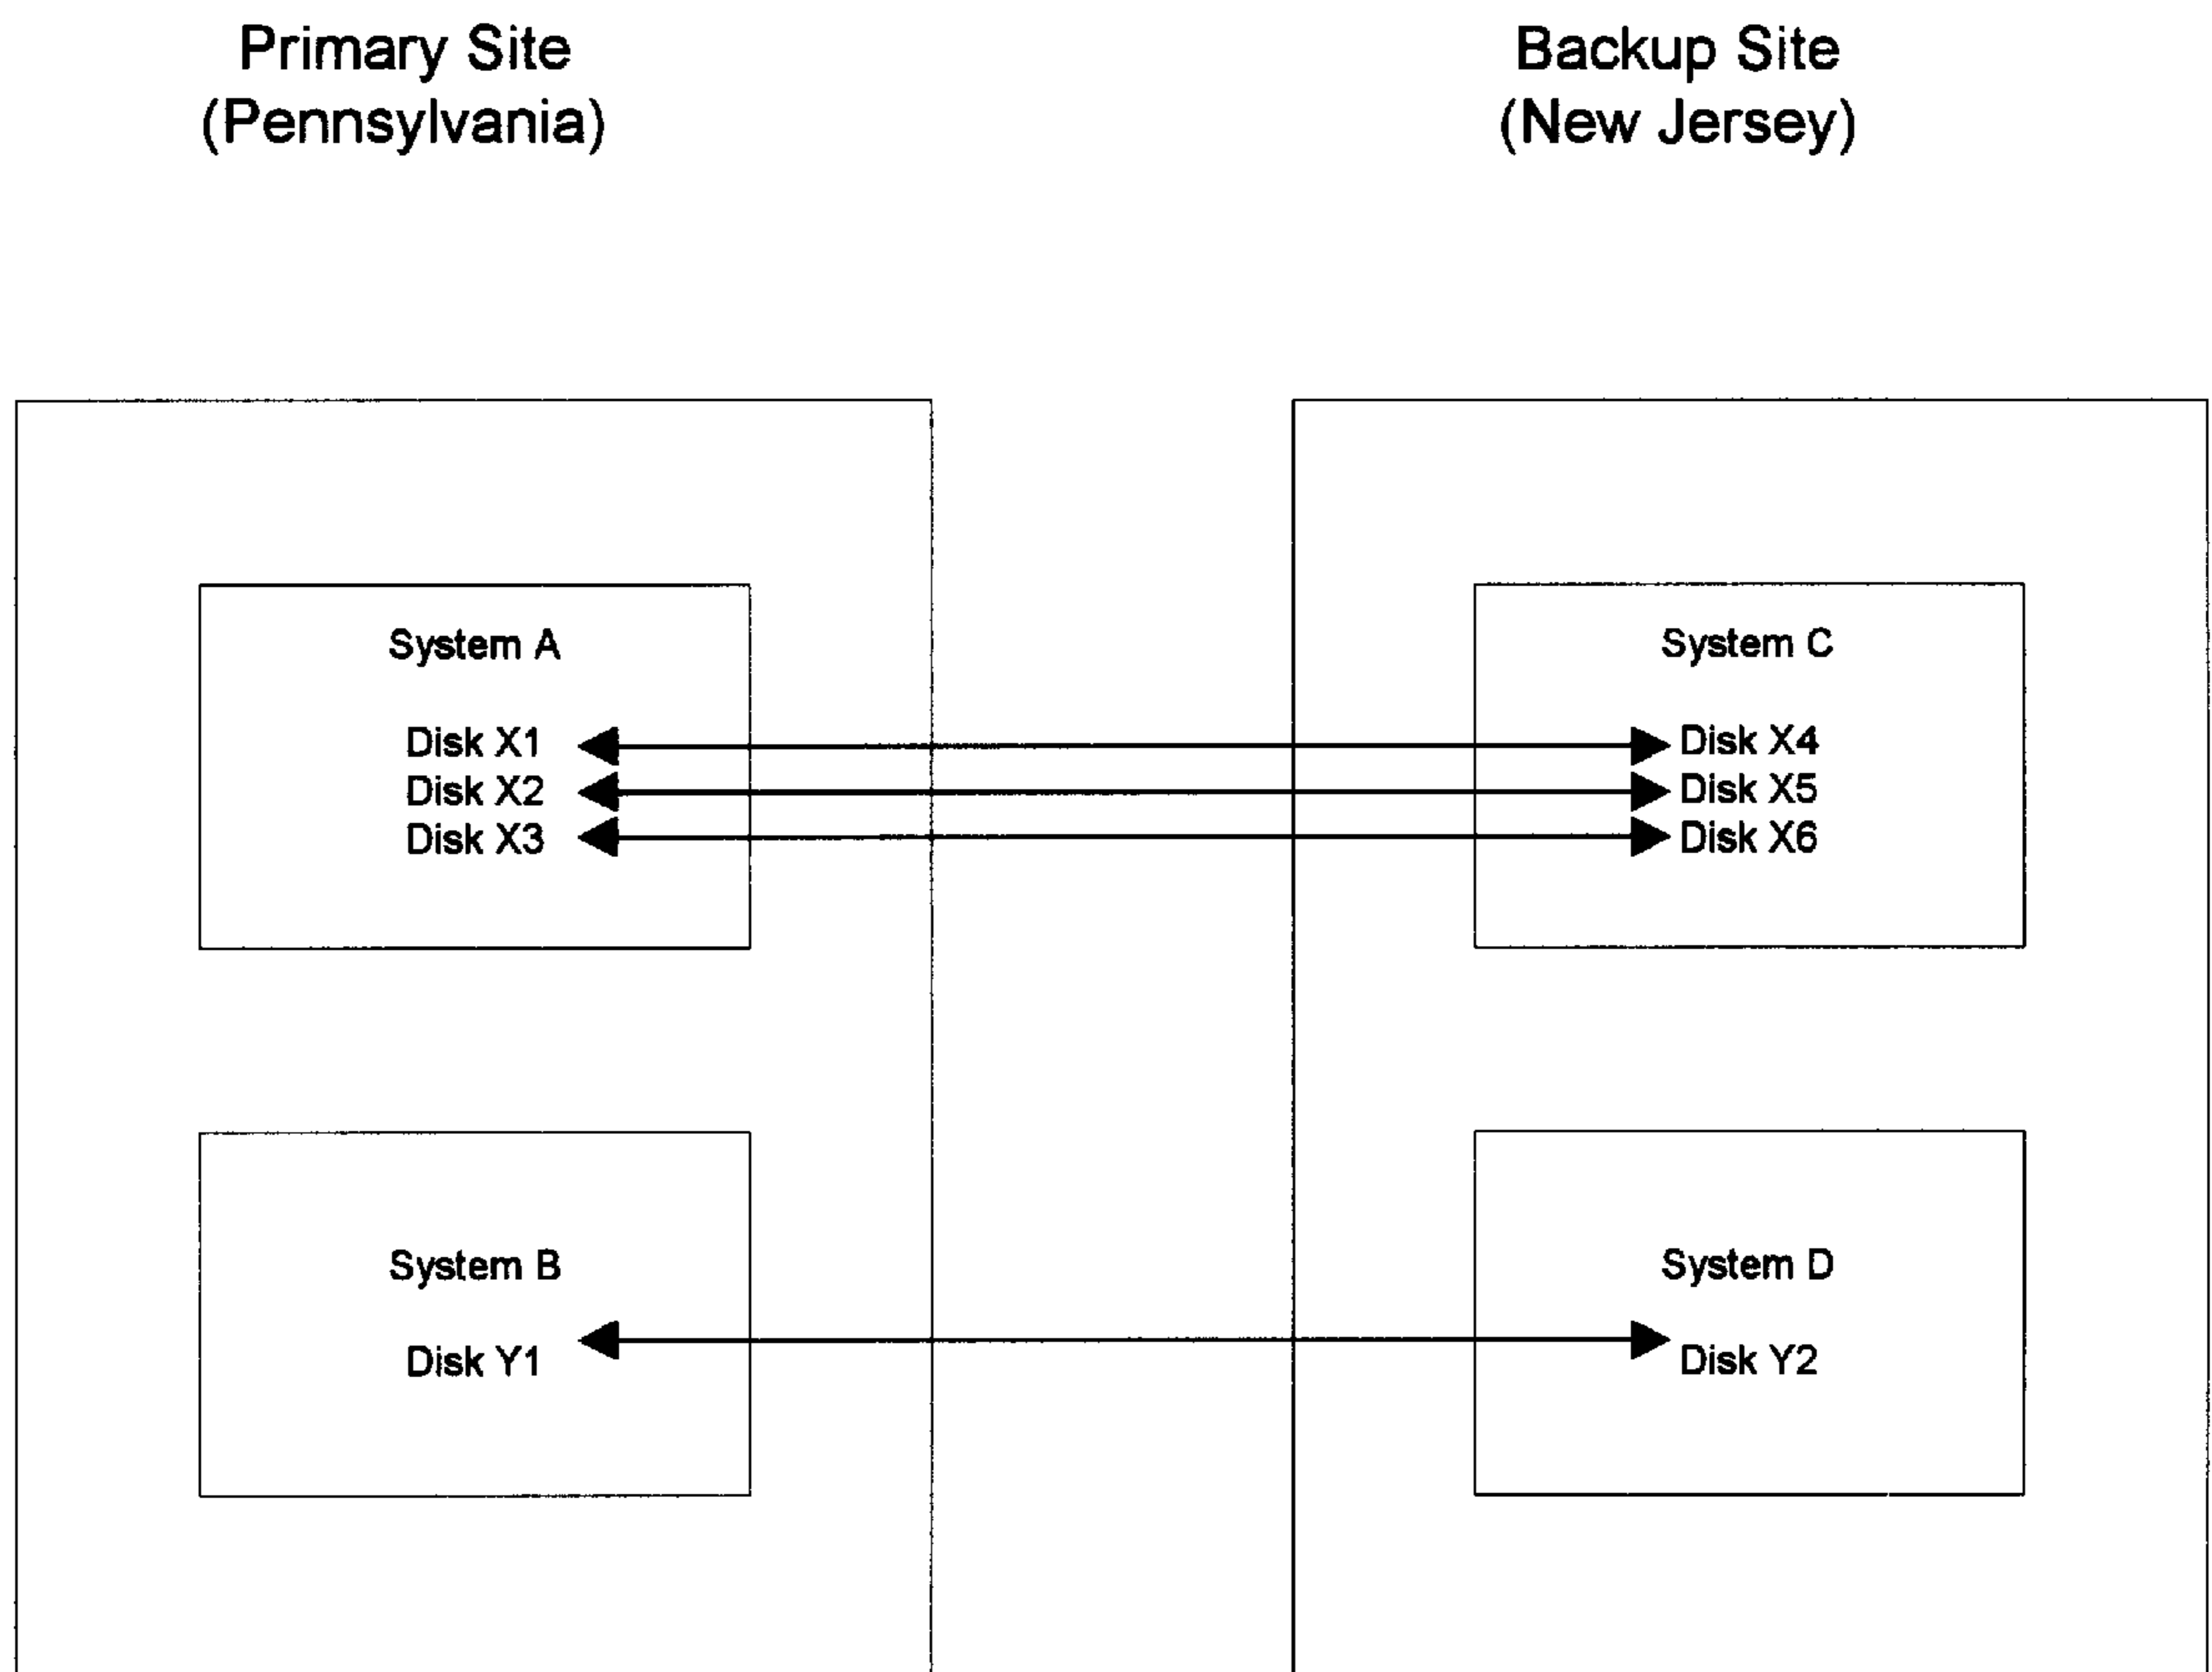 Primary Site
(Pennsylvania)
Backup Site
(New Jersey)
System A
Disk X1
Disk X2
Disk X3
System C
Disk X4
Disk X5
Disk X6
System B
Disk Y1
System D
Disk Y2